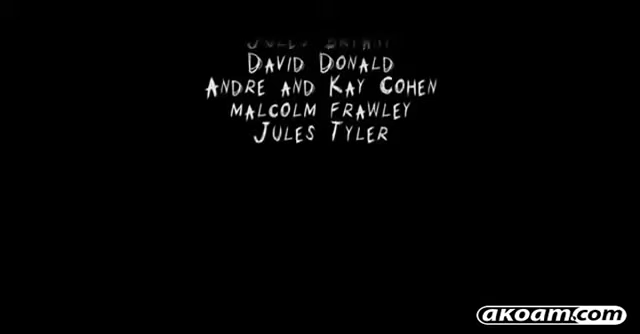 David Donald
Andre and Kay Cohen
Malcolm Frawley
Jules Tyler
akoam.com